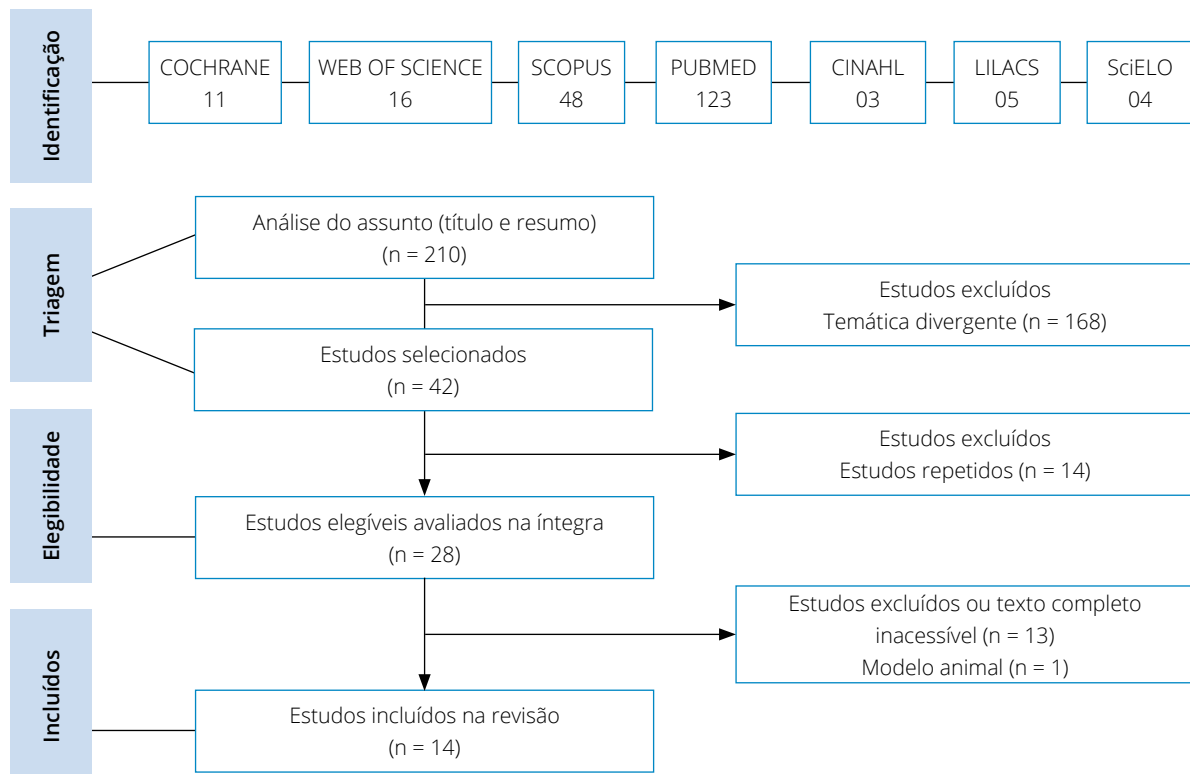 Identificação
COCHRANE
11
WEB OF SCIENCE
16
SCOPUS
48
PUBMED
123
CINAHL
03
LILACS
05
SciELO
04
Triagem
Análise do assunto (título e resumo)
(n = 210)
Estudos excluídos
Temática divergente (n = 168)
Estudos selecionados
(n = 42)
Elegibilidade
Estudos excluídos
Estudos repetidos (n = 14)
Estudos elegíveis avaliados na íntegra
(n = 28)
Incluídos
Estudos excluídos ou texto completo
inacessível (n = 13)
Modelo animal (n = 1)
Estudos incluídos na revisão
(n = 14)